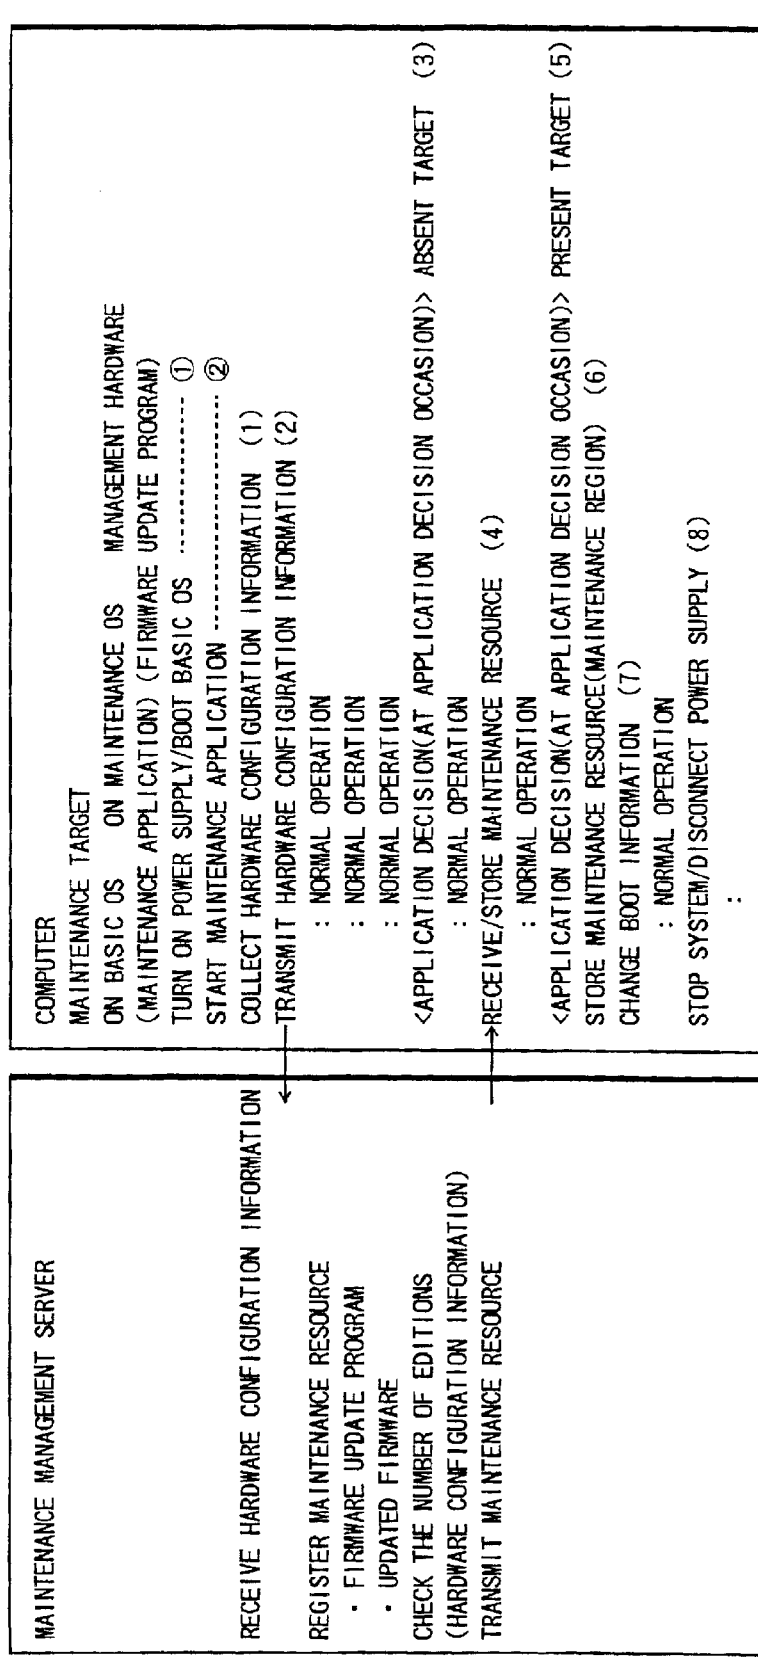 MAINTENANCE MANAGEMENT SERVER
RECEIVE HARDWARE CONFIGURATION INFORMATION
REGISTER MAINTENANCE RESOURCE
・ FIRMWARE UPDATE PROGRAM
・ UPDATED FIRMWARE
CHECK THE NUMBER OF EDITIONS
(HARDWARE CONFIGURATION INFORMATION)
TRANSMIT MAINTENANCE RESOURCE
COMPUTER
MAINTENANCE TARGET
ON BASIC OS ON MAINTENANCE OS MANAGEMENT HARDWARE
(MAINTENANCE APPLICATION) (FIRMWARE UPDATE PROGRAM)
TURN ON POWER SUPPLY/BOOT BASIC OS ---------------- ①
START MAINTENANCE APPLICATION ---------------------- ②
COLLECT HARDWARE CONFIGURATION INFORMATION (1)
TRANSMIT HARDWARE CONFIGURATION INFORMATION (2)
: NORMAL OPERATION
: NORMAL OPERATION
: NORMAL OPERATION
<APPLICATION DECISION(AT APPLICATION DECISION OCCASION)> ABSENT TARGET (3)
: NORMAL OPERATION
RECEIVE/STORE MAINTENANCE RESOURCE (4)
: NORMAL OPERATION
<APPLICATION DECISION(AT APPLICATION DECISION OCCASION)> PRESENT TARGET (5)
STORE MAINTENANCE RESOURCE(MAINTENANCE REGION) (6)
CHANGE BOOT INFORMATION (7)
: NORMAL OPERATION
STOP SYSTEM/DISCONNECT POWER SUPPLY (8)
: